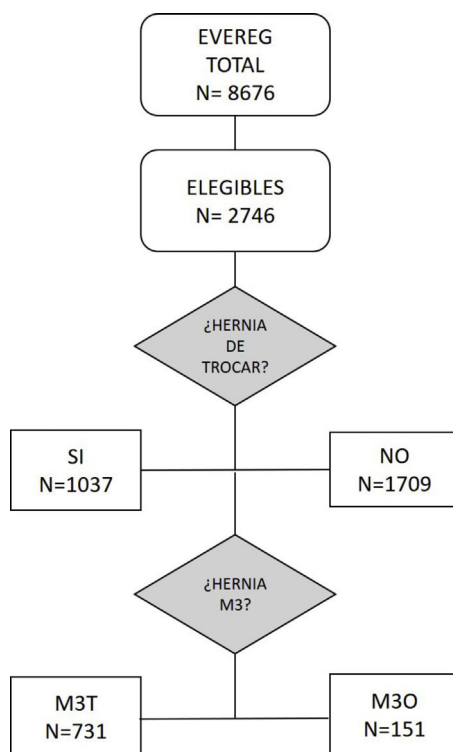 EVEREG
TOTAL
N= 8676
ELEGIBLES
N= 2746
¿HERNIA
DE
TROCAR?
SI
N=1037
NO
N=1709
¿HERNIA
M3?
M3T
N=731
M3O
N=151